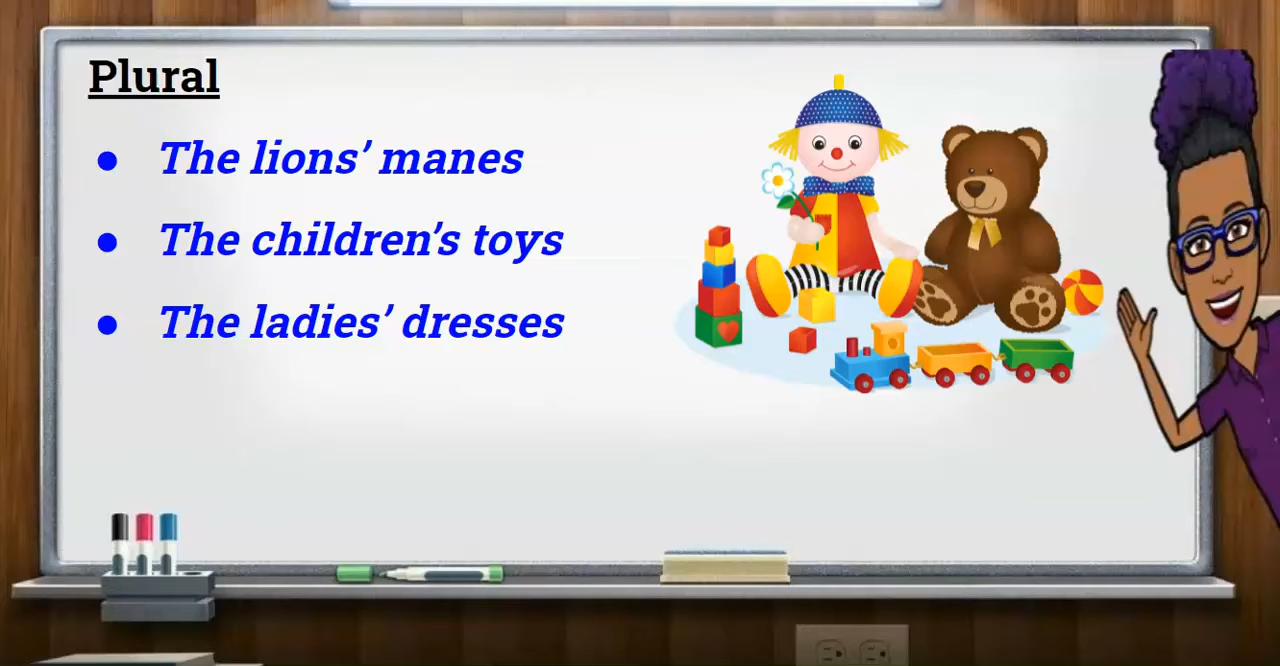 Plural
● The lions’ manes
● The children’s toys
● The ladies’ dresses